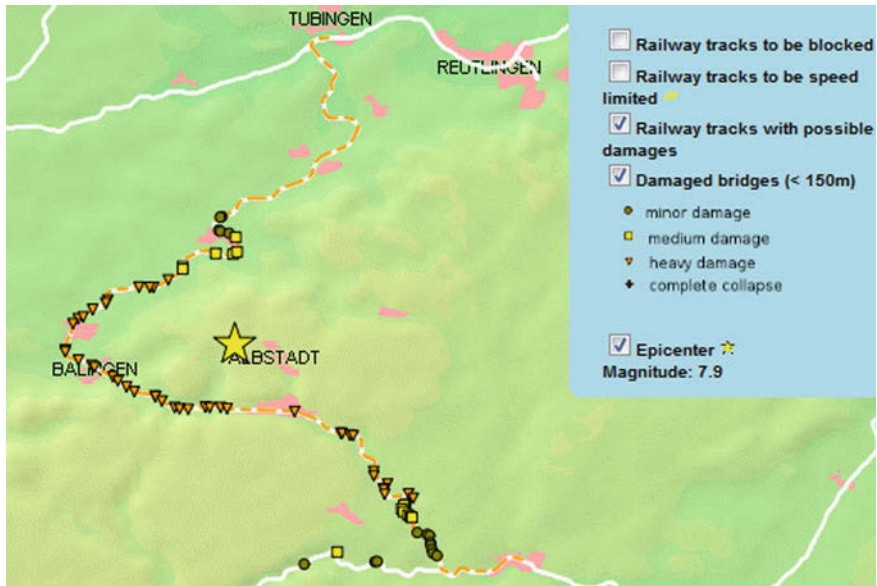 TUBINGEN
REUTLINGEN
ALBSTADT
BALINGEN
Railway tracks to be blocked
Railway tracks to be speed
limited
Railway tracks with possible
damages
Damaged bridges (< 150m)
minor damage
medium damage
heavy damage
complete collapse
Epicenter
Magnitude: 7.9